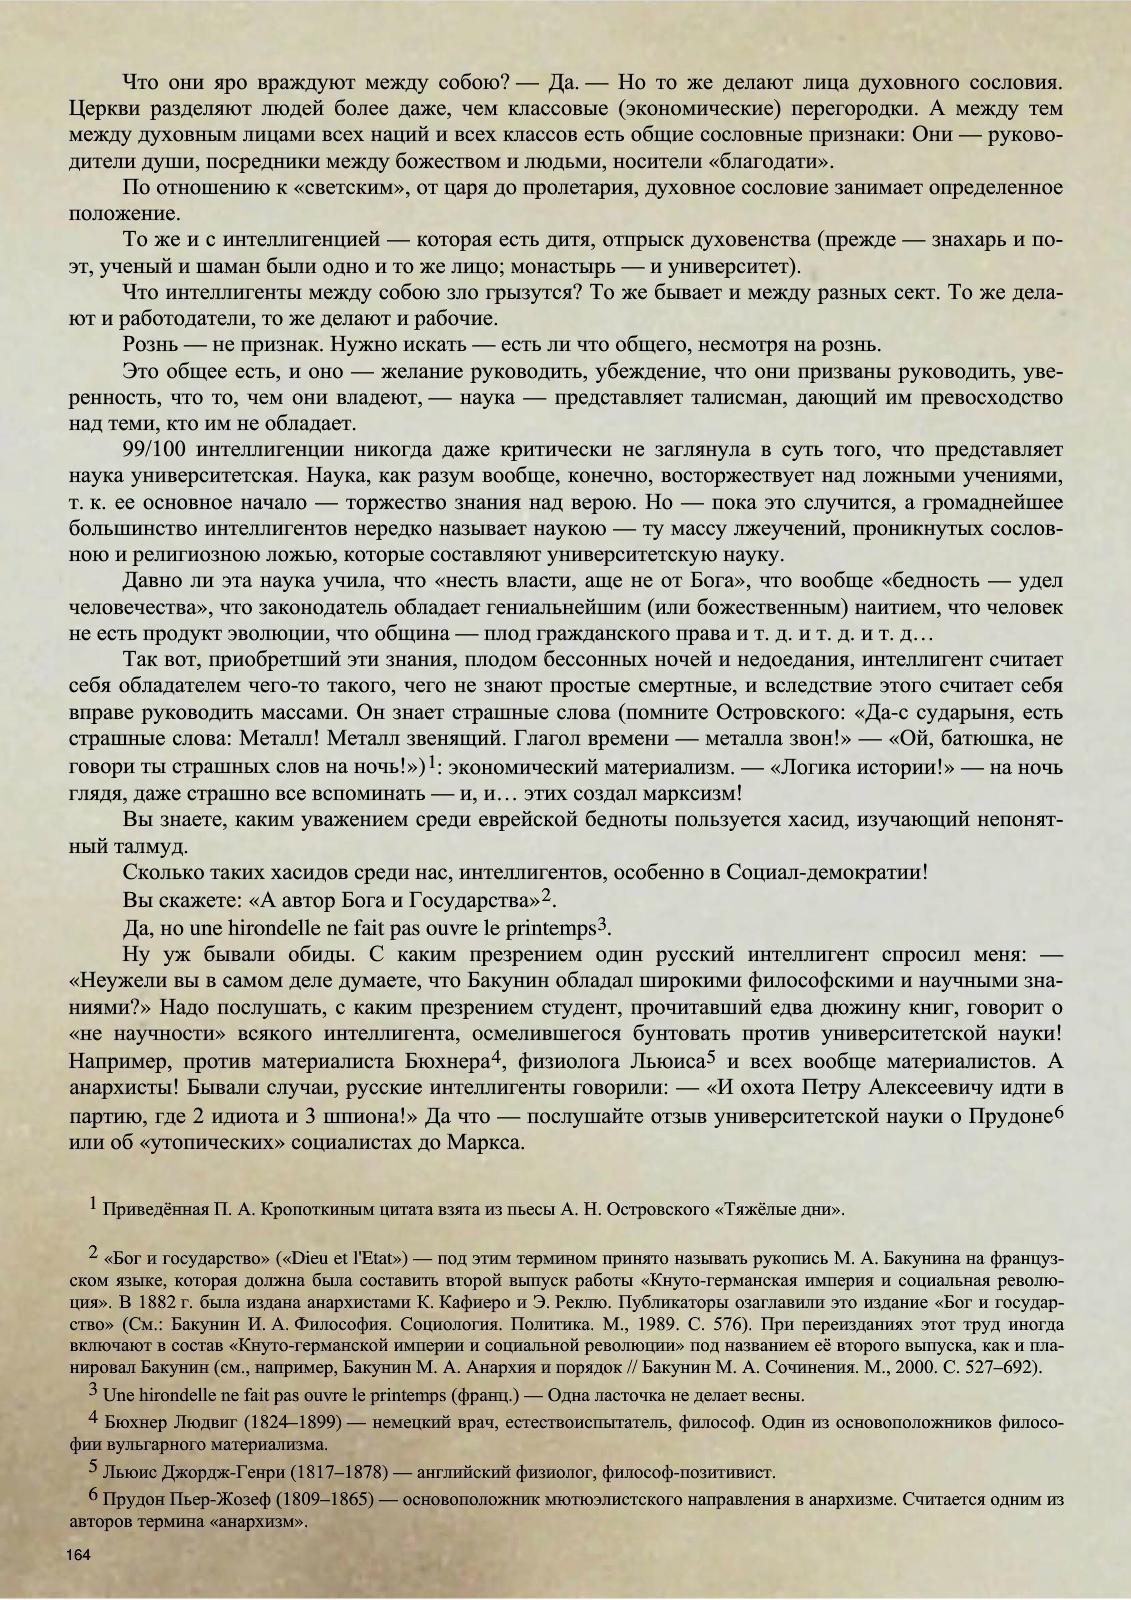 Что они яро враждуют между собою? — Да. — Но то же делают лица духовного сословия.
Церкви разделяют людей более даже, чем классовые (экономические) перегородки. А между тем
между духовным лицами всех наций и всех классов есть общие сословные признаки: Они — руково-
дители души, посредники между божеством и людьми, носители «благодати».
По отношению к «светским», от царя до пролетария, духовное сословие занимает определенное
положение.
То же и с интеллигенцией — которая есть дитя, отпрыск духовенства (прежде — знахарь и по-
эт, ученый и шаман были одно и то же лицо; монастырь — и университет).
Что интеллигенты между собою зло грызутся? То же бывает и между разных сект. То же дела-
ют и работодатели, то же делают и рабочие.
Рознь — не признак. Нужно искать — есть ли что общего, несмотря на рознь.
Это общее есть, и оно — желание руководить, убеждение, что они призваны руководить, уве-
ренность, что то, чем они владеют, — наука — представляет талисман, дающий им превосходство
над теми, кто им не обладает.
99/100 интеллигенции никогда даже критически не заглянула в суть того, что представляет
наука университетская. Наука, как разум вообще, конечно, восторжествует над ложными учениями,
т. к. ее основное начало — торжество знания над верою. Но — пока это случится, а громаднейшее
большинство интеллигентов нередко называет наукою — ту массу лжеучений, проникнутых сослов-
ною и религиозною ложью, которые составляют университетскую науку.
Давно ли эта наука учила, что «несть власти, аще не от Бога», что вообще «бедность — удел
человечества», что законодатель обладает гениальнейшим (или божественным) наитием, что человек
не есть продукт эволюции, что община — плод гражданского права и т. д. и т. д. и т. д…
Так вот, приобретший эти знания, плодом бессонных ночей и недоедания, интеллигент считает
себя обладателем чего-то такого, чего не знают простые смертные, и вследствие этого считает себя
вправе руководить массами. Он знает страшные слова (помните Островского: «Да-с сударыня, есть
страшные слова: Металл! Металл звенящий. Глагол времени — металла звон!» — «Ой, батюшка, не
говори ты страшных слов на ночь!»)1: экономический материализм. — «Логика истории!» — на ночь
глядя, даже страшно все вспоминать — и, и… этих создал марксизм!
Вы знаете, каким уважением среди еврейской бедноты пользуется хасид, изучающий непонят-
ный талмуд.
Сколько таких хасидов среди нас, интеллигентов, особенно в Социал-демократии!
Вы скажете: «А автор Бога и Государства»2.
Да, но une hirondelle ne fait pas ouvre le printemps3.
Ну уж бывали обиды. С каким презрением один русский интеллигент спросил меня: —
«Неужели вы в самом деле думаете, что Бакунин обладал широкими философскими и научными зна-
ниями?» Надо послушать, с каким презрением студент, прочитавший едва дюжину книг, говорит о
«не научности» всякого интеллигента, осмелившегося бунтовать против университетской науки!
Например, против материалиста Бюхнера4, физиолога Льюиса5 и всех вообще материалистов. А
анархисты! Бывали случаи, русские интеллигенты говорили: — «И охота Петру Алексеевичу идти в
партию, где 2 идиота и 3 шпиона!» Да что — послушайте отзыв университетской науки о Прудоне6
или об «утопических» социалистах до Маркса.
1 Приведённая П. А. Кропоткиным цитата взята из пьесы А. Н. Островского «Тяжёлые дни».
2 «Бог и государство» («Dieu et l'Etat») — под этим термином принято называть рукопись М. А. Бакунина на француз-
ском языке, которая должна была составить второй выпуск работы «Кнуто-германская империя и социальная револю-
ция». В 1882 г. была издана анархистами К. Кафиеро и Э. Реклю. Публикаторы озаглавили это издание «Бог и государ-
ство» (См.: Бакунин И. А. Философия. Социология. Политика. М., 1989. С. 576). При переизданиях этот труд иногда
включают в состав «Кнуто-германской империи и социальной революции» под названием её второго выпуска, как и пла-
нировал Бакунин (см., например, Бакунин М. А. Анархия и порядок // Бакунин М. А. Сочинения. М., 2000. С. 527–692).
3 Une hirondelle ne fait pas ouvre le printemps (франц.) — Одна ласточка не делает весны.
4 Бюхнер Людвиг (1824–1899) — немецкий врач, естествоиспытатель, философ. Один из основоположников филосо-
фии вульгарного материализма.
5 Льюис Джордж-Генри (1817–1878) — английский физиолог, философ-позитивист.
6 Прудон Пьер-Жозеф (1809–1865) — основоположник мютюэлистского направления в анархизме. Считается одним из
авторов термина «анархизм».
164